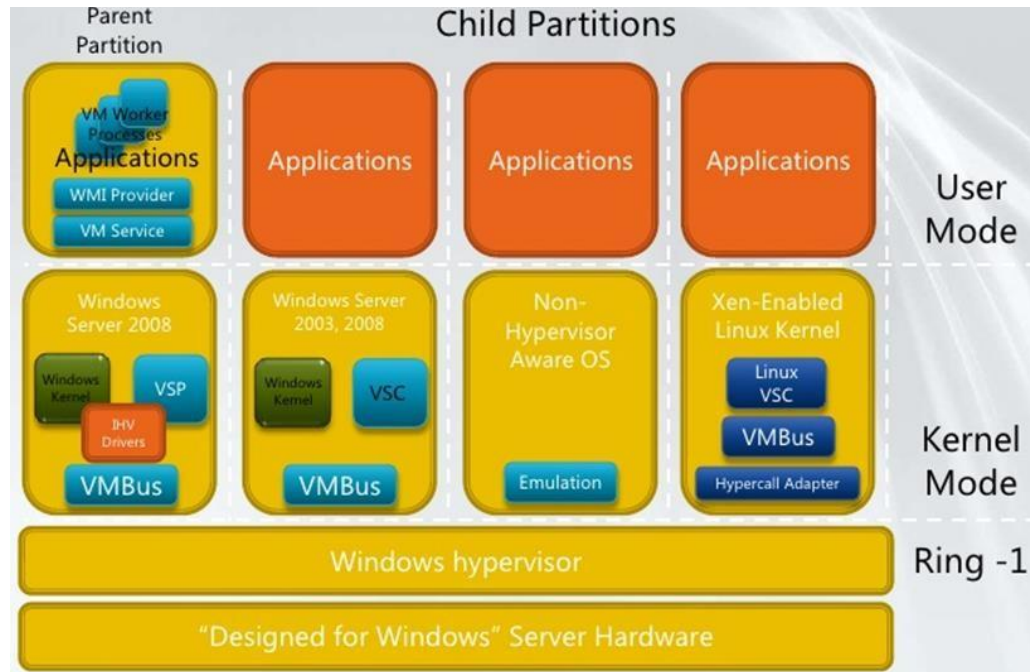 Parent
Partition
Child Partitions
VM Worker
Processes
Applications
WMI Provider
VM Service
Applications
Applications
Applications
User
Mode
Windows
Server 2008
Windows
Kernel
VSP
IHV
Drivers
VMBus
Windows Server
2003, 2008
Windows
Kernel
VSC
VMBus
Non-
Hypervisor
Aware OS
Emulation
Xen-Enabled
Linux Kernel
Linux
VSC
VMBus
Hypercall Adapter
Kernel
Mode
Windows hypervisor
Ring -1
“Designed for Windows” Server Hardware